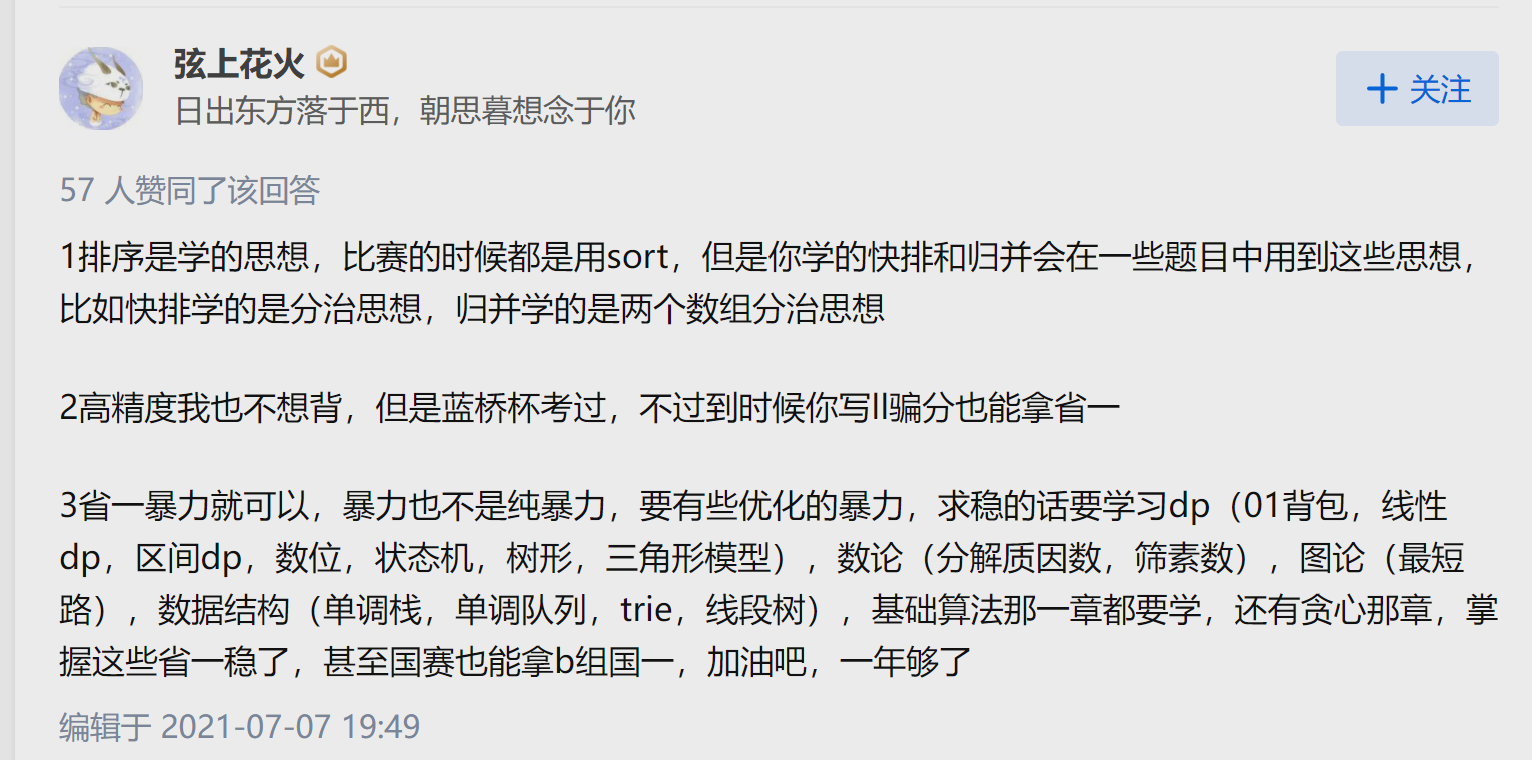 弦上花火
日出东方落于西，朝思暮想念于你
+ 关注
57 人赞同了该回答
1排序是学的思想，比赛的时候都是用sort，但是你学的快排和归并会在一些题目中用到这些思想，
比如快排学的是分治思想，归并学的是两个数组分治思想
2高精度我也不想背，但是蓝桥杯考过，不过到时候你写ll骗分也能拿省一
3省一暴力就可以，暴力也不是纯暴力，要有些优化的暴力，求稳的话要学习dp（01背包，线性
dp，区间dp，数位，状态机，树形，三角形模型），数论（分解质因数，筛素数），图论（最短
路），数据结构（单调栈，单调队列，trie，线段树），基础算法那一章都要学，还有贪心那章，掌
握这些省一稳了，甚至国赛也能拿b组国一，加油吧，一年够了
编辑于 2021-07-07 19:49